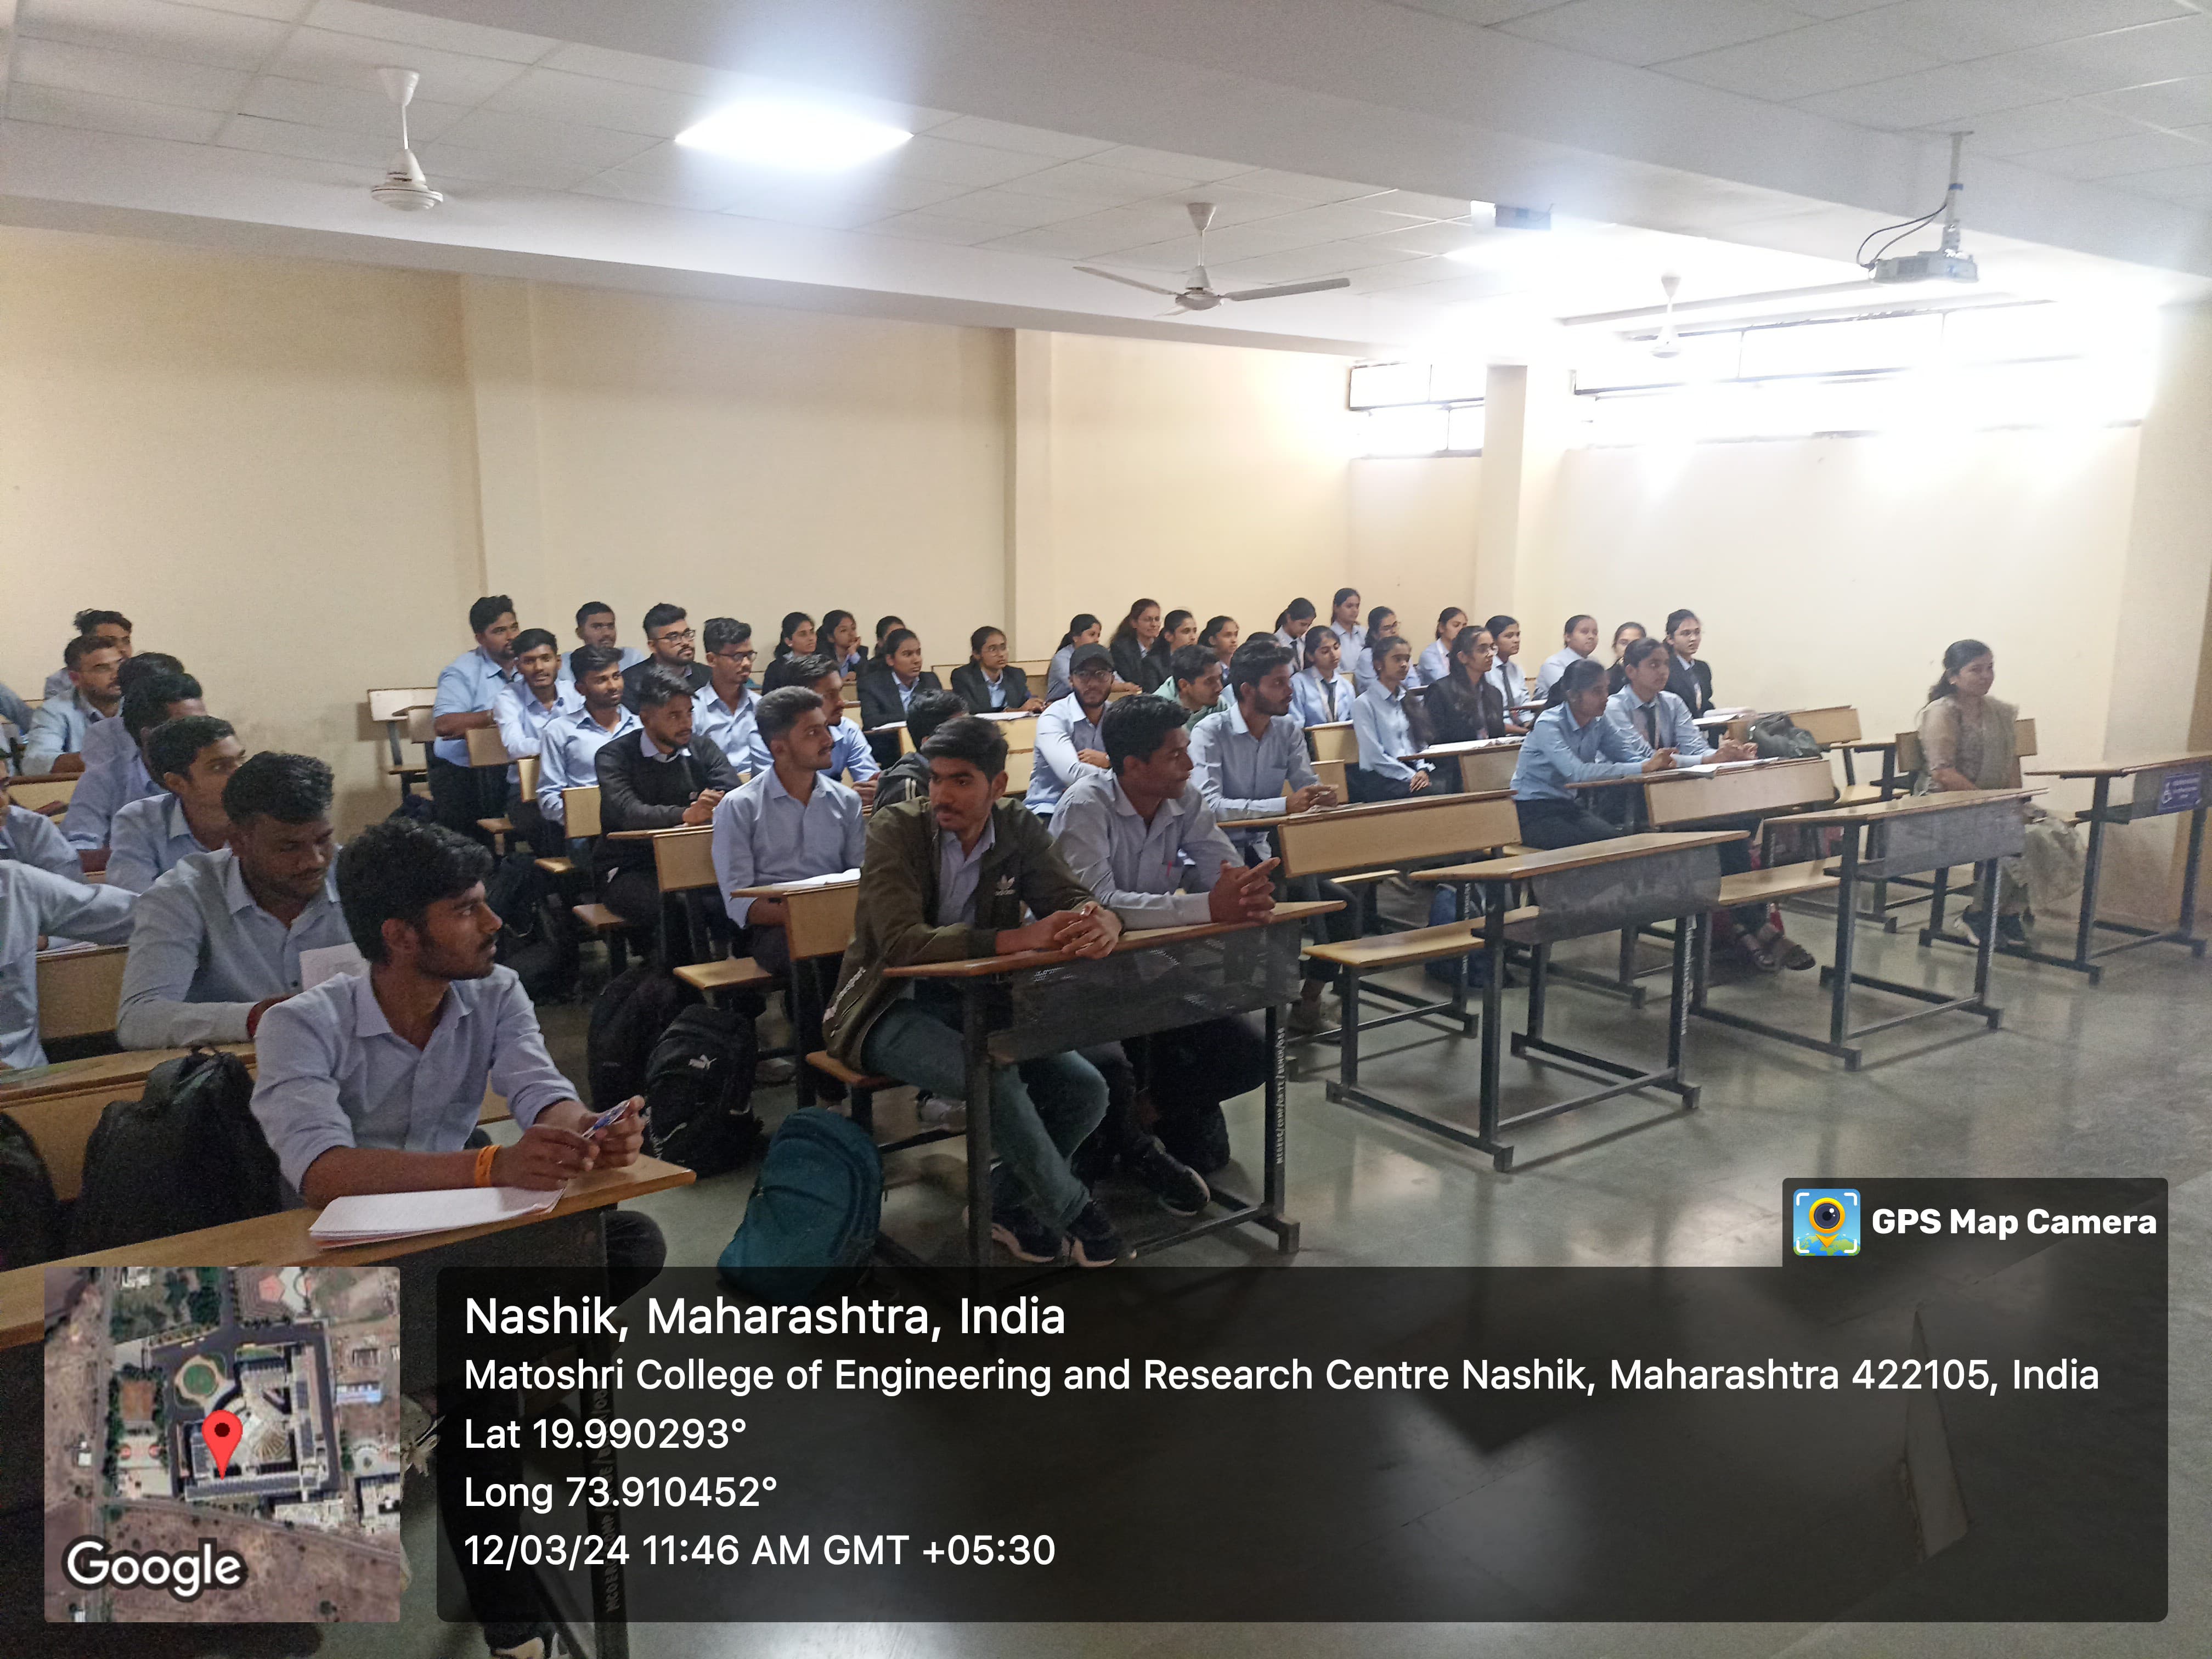 adidas
GPS Map Camera
Nashik, Maharashtra, India
Matoshri College of Engineering and Research Centre Nashik, Maharashtra 422105, India
Lat 19.990293°
Long 73.910452°
12/03/24 11:46 AM GMT +05:30
Google